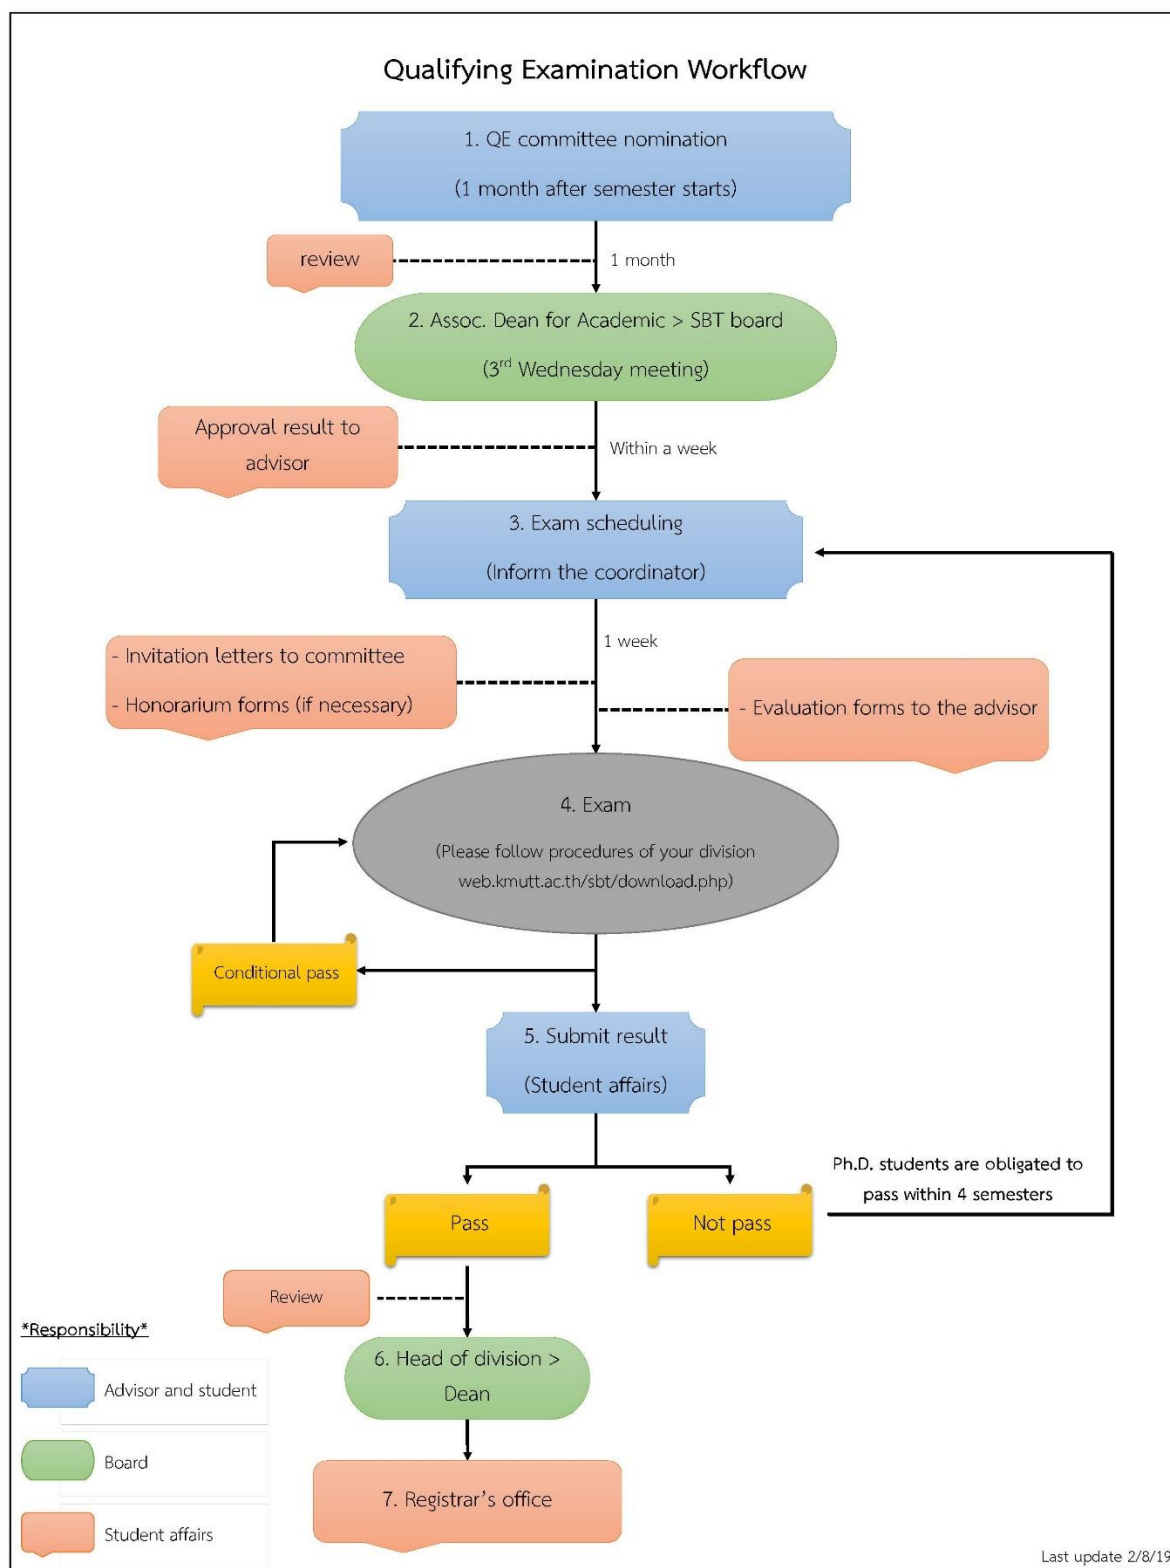 Qualifying Examination Workflow
1. QE committee nomination
(1 month after semester starts)
review
1 month
2. Assoc. Dean for Academic > SBT board
(3rd Wednesday meeting)
Approval result to
advisor
Within a week
3. Exam scheduling
(Inform the coordinator)
1 week
- Invitation letters to committee
- Honorarium forms (if necessary)
- Evaluation forms to the advisor
4. Exam
(Please follow procedures of your division
web.kmutt.ac.th/sbt/download.php)
Conditional pass
5. Submit result
(Student affairs)
Ph.D. students are obligated to
pass within 4 semesters
Pass
Not pass
Review
*Responsibility*
6. Head of division >
Dean
Advisor and student
Board
7. Registrar's office
Student affairs
Last update 2/8/19